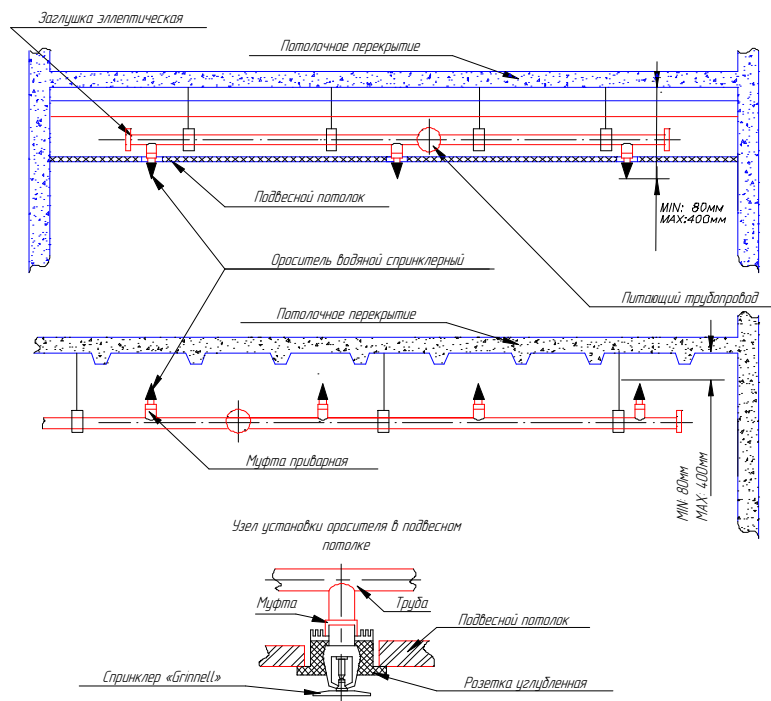 Заглушка эллептическая
Потолочное перекрытие
Подвесной потолок
MIN: 80мм
MAX:400мм
Ороситель водяной спринклерный
Питающий трубопровод
Потолочное перекрытие
Муфта приварная
MIN: 80мм
MAX: 400мм
Узел установки оросителя в подвесном
потолке
Муфта
Труба
Подвесной потолок
Спринклер «Grinnell»
Розетка углубленная